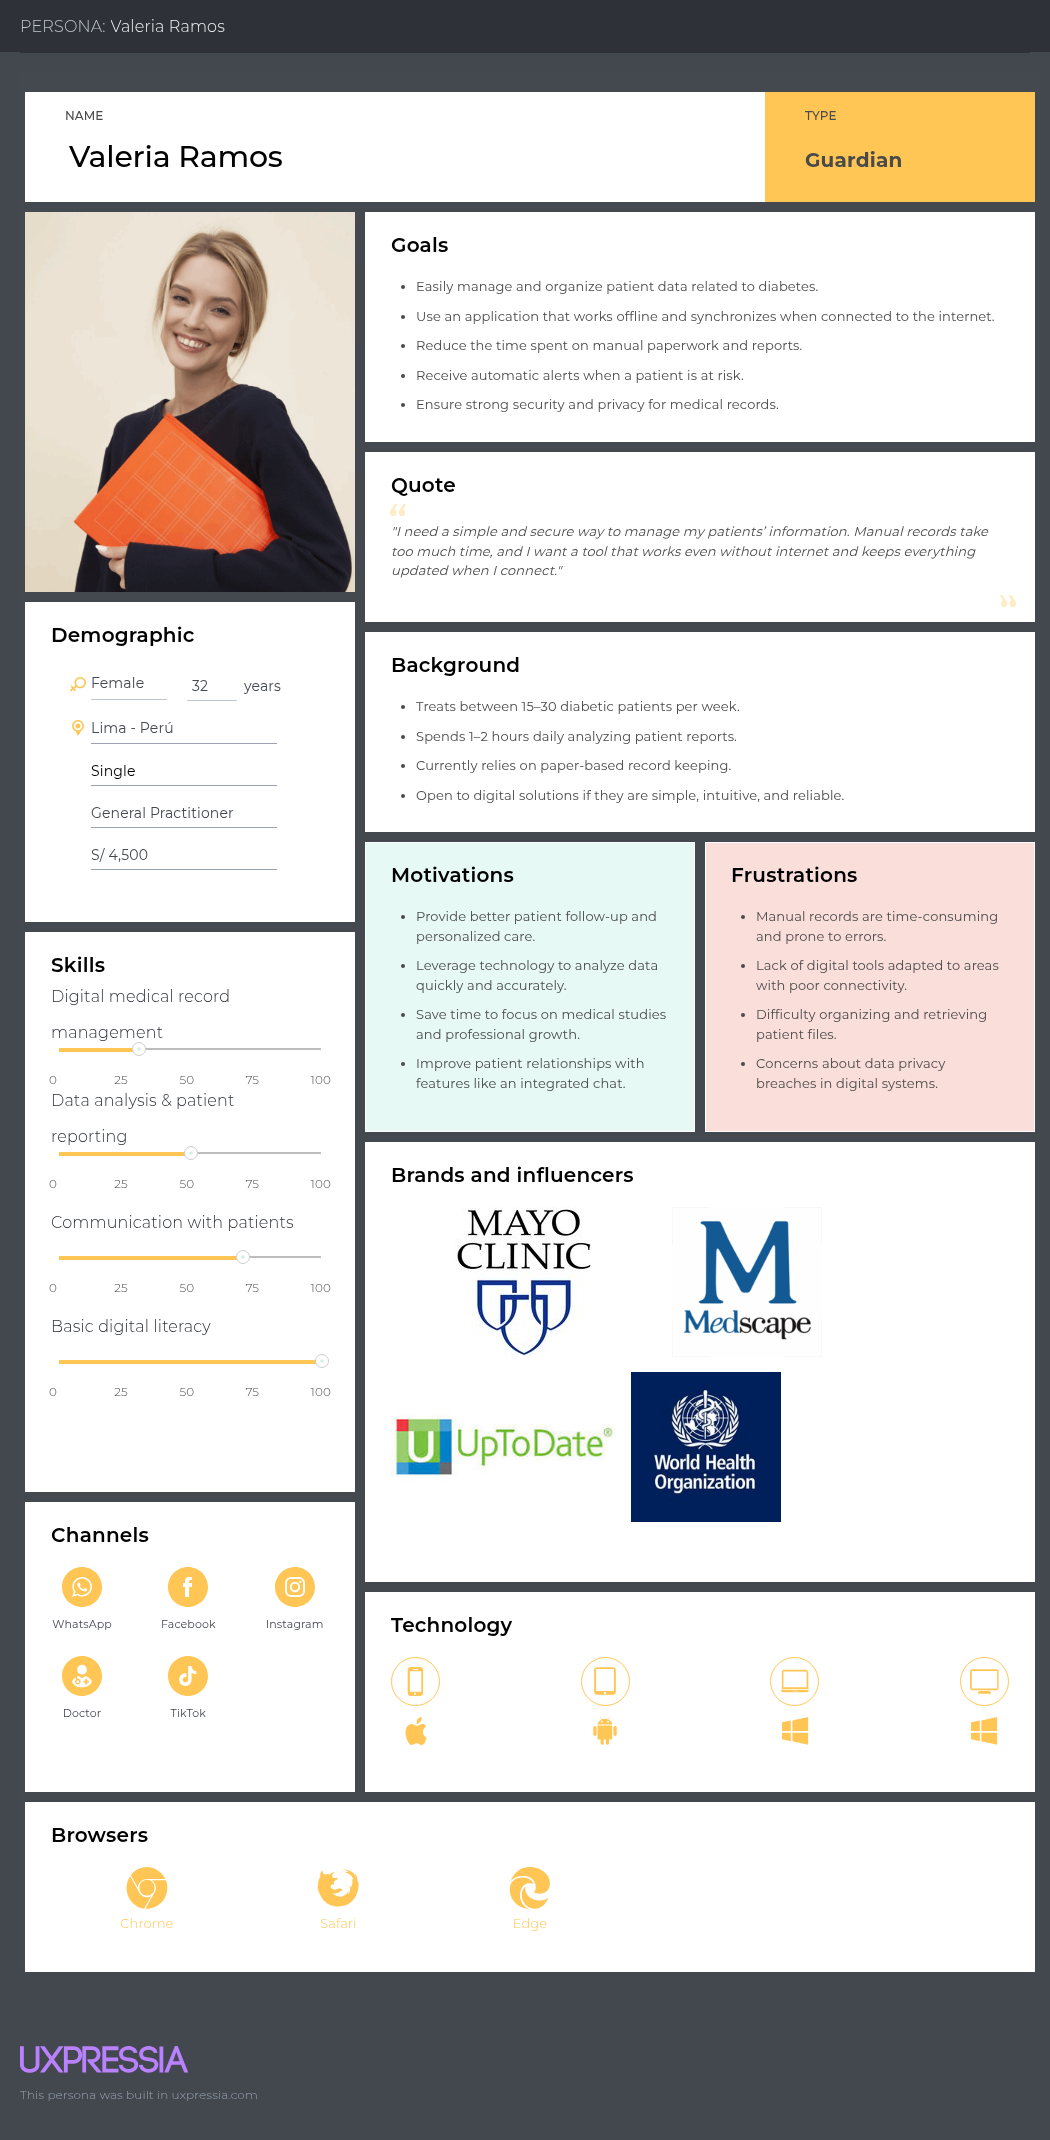 PERSONA: Valeria Ramos
NAME
Valeria Ramos
TYPE
Guardian
Goals
Easily manage and organize patient data related to diabetes.
Use an application that works offline and synchronizes when connected to the internet.
Reduce the time spent on manual paperwork and reports.
Receive automatic alerts when a patient is at risk.
Ensure strong security and privacy for medical records.
Quote
“
"I need a simple and secure way to manage my patients’ information. Manual records take
too much time, and I want a tool that works even without internet and keeps everything
updated when I connect."
”
Demographic
Female 32 years
Lima - Perú
Single
General Practitioner
S/ 4,500
Background
Treats between 15–30 diabetic patients per week.
Spends 1–2 hours daily analyzing patient reports.
Currently relies on paper-based record keeping.
Open to digital solutions if they are simple, intuitive, and reliable.
Motivations
Provide better patient follow-up and
personalized care.
Leverage technology to analyze data
quickly and accurately.
Save time to focus on medical studies
and professional growth.
Improve patient relationships with
features like an integrated chat.
Frustrations
Manual records are time-consuming
and prone to errors.
Lack of digital tools adapted to areas
with poor connectivity.
Difficulty organizing and retrieving
patient files.
Concerns about data privacy
breaches in digital systems.
Skills
Digital medical record
management
0 25 50 75 100
Data analysis & patient
reporting
0 25 50 75 100
Communication with patients
0 25 50 75 100
Basic digital literacy
0 25 50 75 100
Brands and influencers
MAYO
CLINIC
M
Medscape
U UpToDate®
World Health
Organization
Channels
WhatsApp Facebook Instagram
Doctor TikTok
Technology
Browsers
Chrome Safari Edge
UXPRESSIA
This persona was built in uxpressia.com